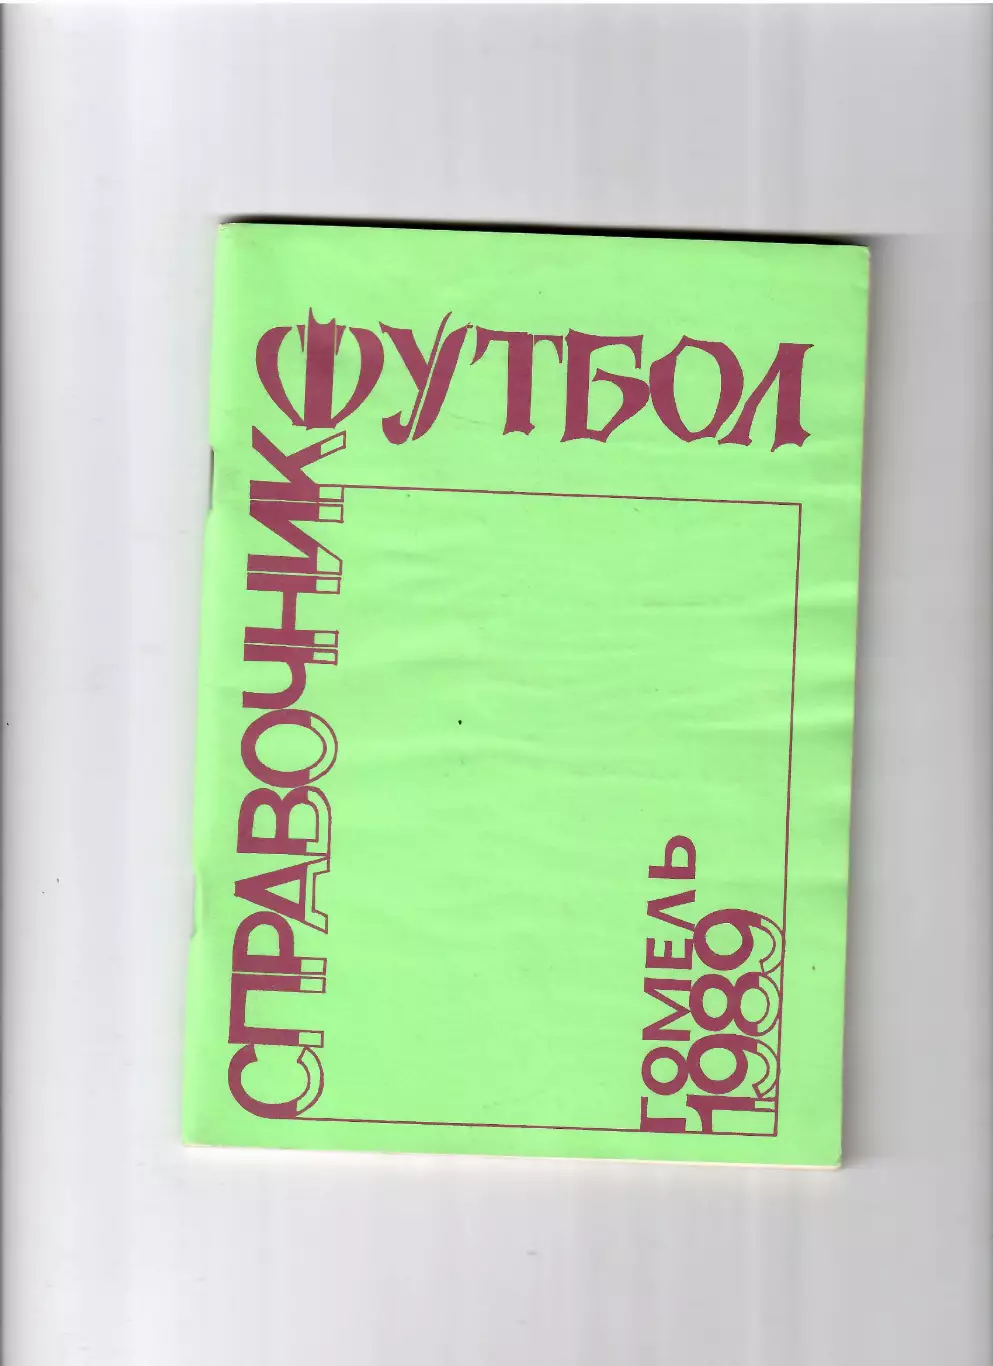 ФУТБОЛ
СПРАВОЧНИК
ГОМЕЛЬ
1989